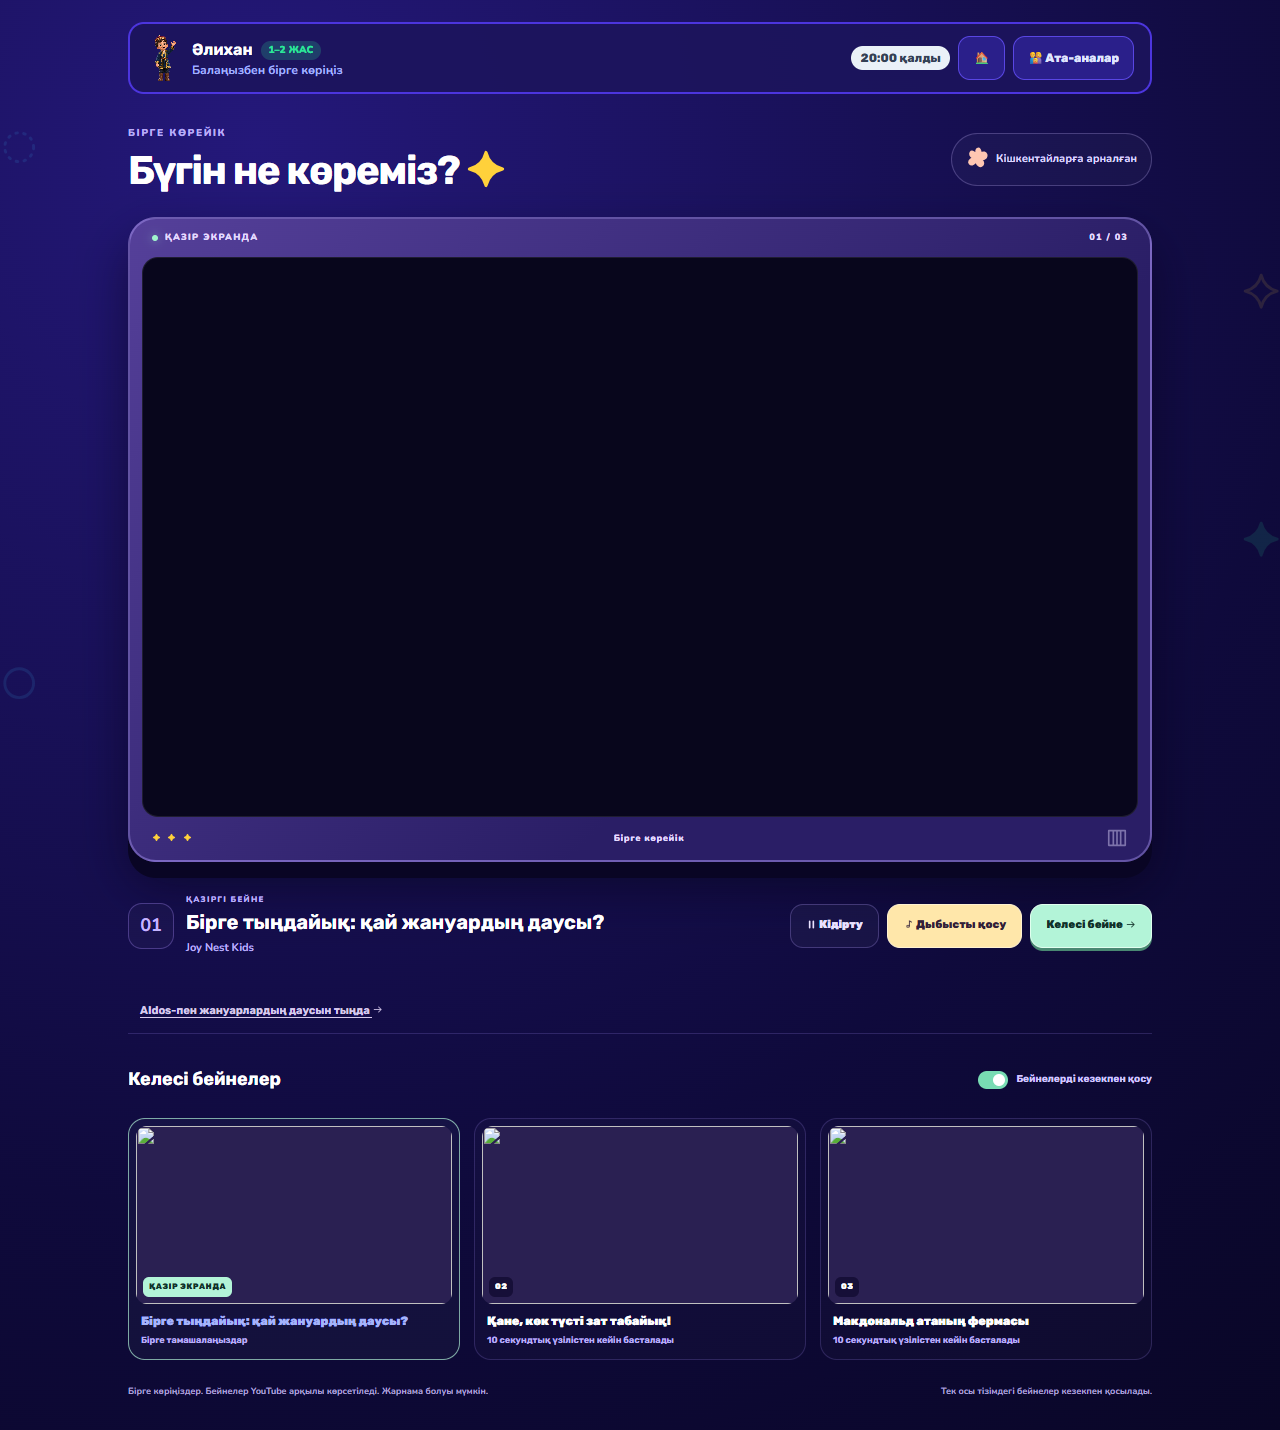 Әлихан
1–2 ЖАС
Балаңызбен бірге көріңіз
20:00 қалды
Ата-аналар
БІРГЕ КӨРЕЙІК
Бүгін не көреміз?
Кішкентайларға арналған
ҚАЗІР ЭКРАНДА
01 / 03
Бірге көрейік
01
ҚАЗІРГІ БЕЙНЕ
Бірге тыңдайық: қай жануардың даусы?
Joy Nest Kids
Кідірту
Дыбысты қосу
Келесі бейне →
Aldos-пен жануарлардың даусын тыңда →
Келесі бейнелер
Бейнелерді кезекпен қосу
ҚАЗІР ЭКРАНДА
Бірге тыңдайық: қай жануардың даусы?
Бірге тамашалаңыздар
02
Қане, көк түсті зат табайық!
10 секундтық үзілістен кейін басталады
03
Макдональд атаның фермасы
10 секундтық үзілістен кейін басталады
Бірге көріңіздер. Бейнелер YouTube арқылы көрсетіледі. Жарнама болуы мүмкін.
Тек осы тізімдегі бейнелер кезекпен қосылады.